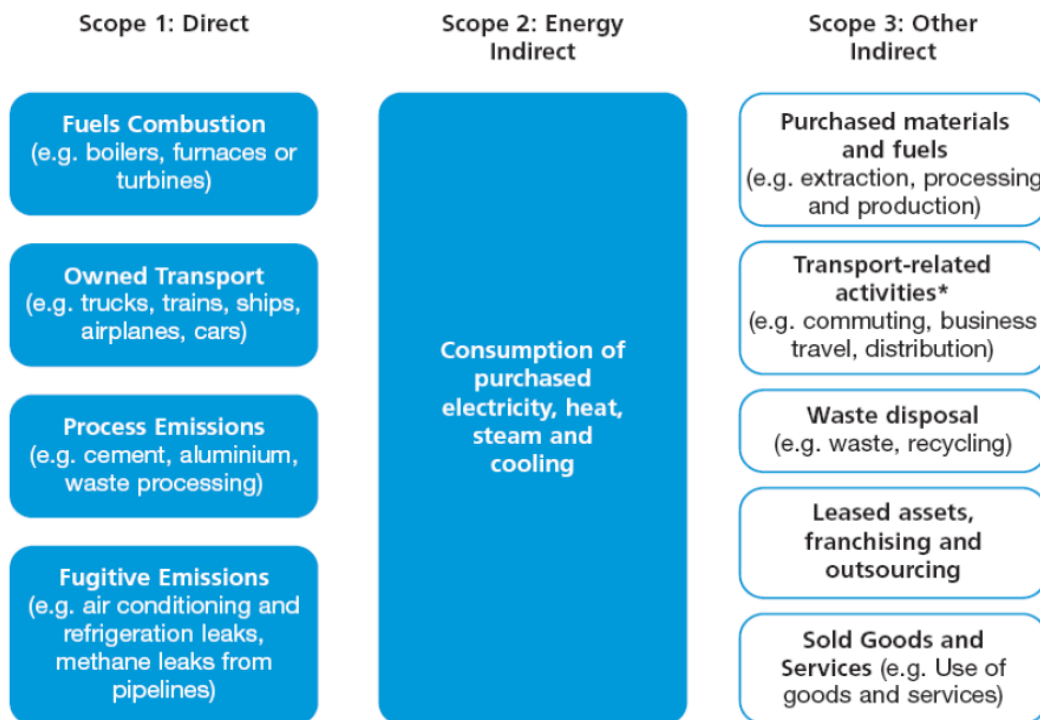 Scope 1: Direct
Scope 2: Energy
Indirect
Scope 3: Other
Indirect
Fuels Combustion
(e.g. boilers, furnaces or
turbines)
Owned Transport
(e.g. trucks, trains, ships,
airplanes, cars)
Process Emissions
(e.g. cement, aluminium,
waste processing)
Fugitive Emissions
(e.g. air conditioning and
refrigeration leaks,
methane leaks from
pipelines)
Consumption of
purchased
electricity, heat,
steam and
cooling
Purchased materials
and fuels
(e.g. extraction, processing
and production)
Transport-related
activities*
(e.g. commuting, business
travel, distribution)
Waste disposal
(e.g. waste, recycling)
Leased assets,
franchising and
outsourcing
Sold Goods and
Services (e.g. Use of
goods and services)